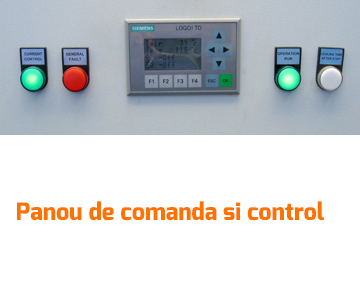 SIEMENS
LOGO! TD
CURRENT
CONTROL
GENERAL
FAULT
OPERATION
RUN
F1 F2 F3 F4 ESC OK
Panou de comanda si control